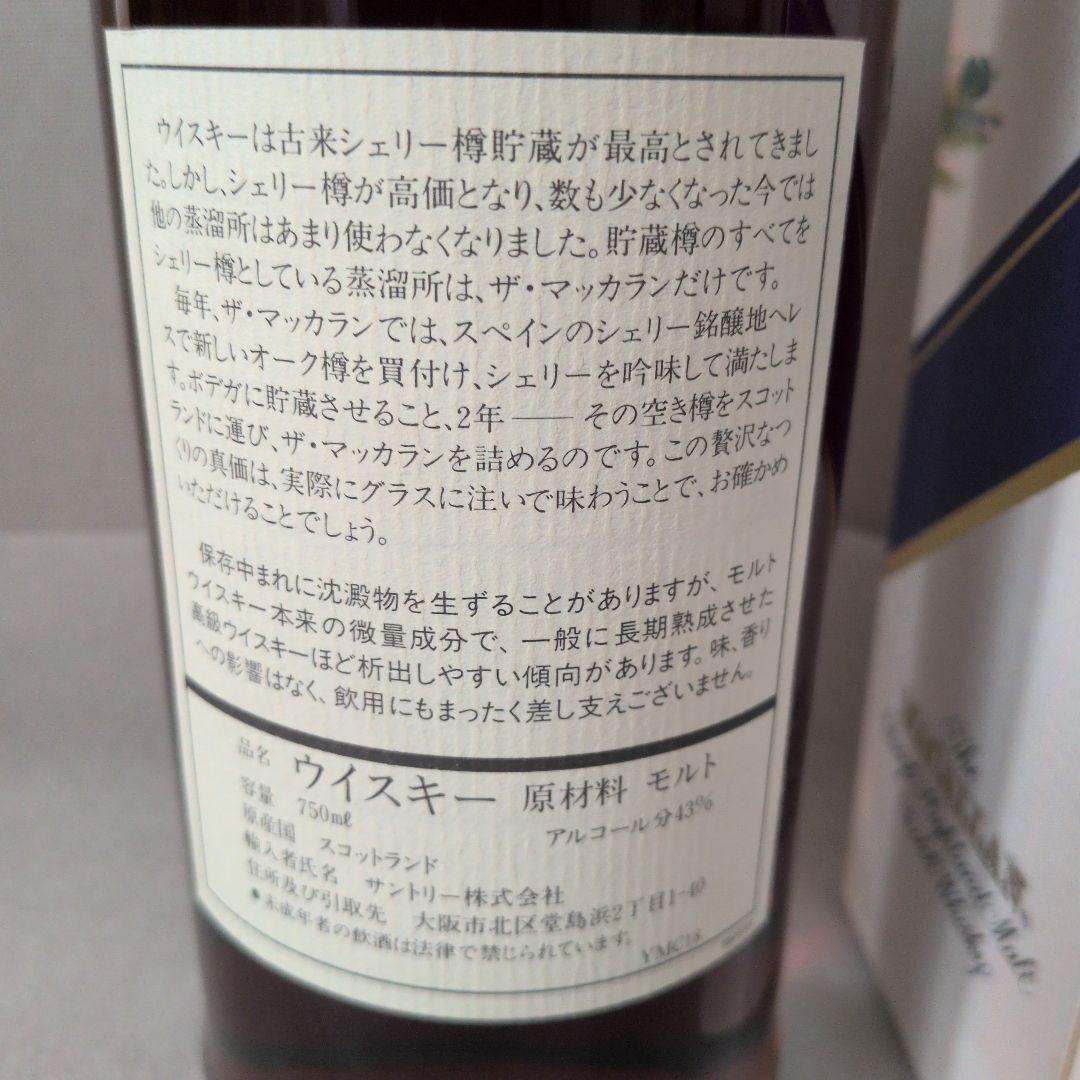 ウイスキーは古来シェリー樽貯蔵が最高とされてきまし
た。しかし、シェリー樽が高価となり、数も少なくなった今では
他の蒸溜所はあまり使わなくなりました。貯蔵樽のすべてを
シェリー樽としている蒸溜所は、ザ・マッカランだけです。
毎年、ザ・マッカランでは、スペインのシェリー銘醸地ヘレ
スで新しいオーク樽を買付け、シェリーを吟味して満たしま
す。ボデガに貯蔵させること、2年 ── その空き樽をスコット
ランドに運び、ザ・マッカランを詰めるのです。この贅沢なつ
くりの真価は、実際にグラスに注いで味わうことで、お確かめ
いただけることでしょう。
保存中まれに沈澱物を生ずることがありますが、モルト
ウイスキー本来の微量成分で、一般に長期熟成させた
高級ウイスキーほど析出しやすい傾向があります。味、香り
への影響はなく、飲用にもまったく差し支えございません。
品名 ウイスキー 原材料 モルト
容量 750mℓ アルコール分43%
原産国 スコットランド
輸入者氏名 サントリー株式会社
住所及び引取先 大阪市北区堂島浜2丁目1-40
●未成年者の飲酒は法律で禁じられています。 YMC18
The
Highland Malt
Scotch Whisky